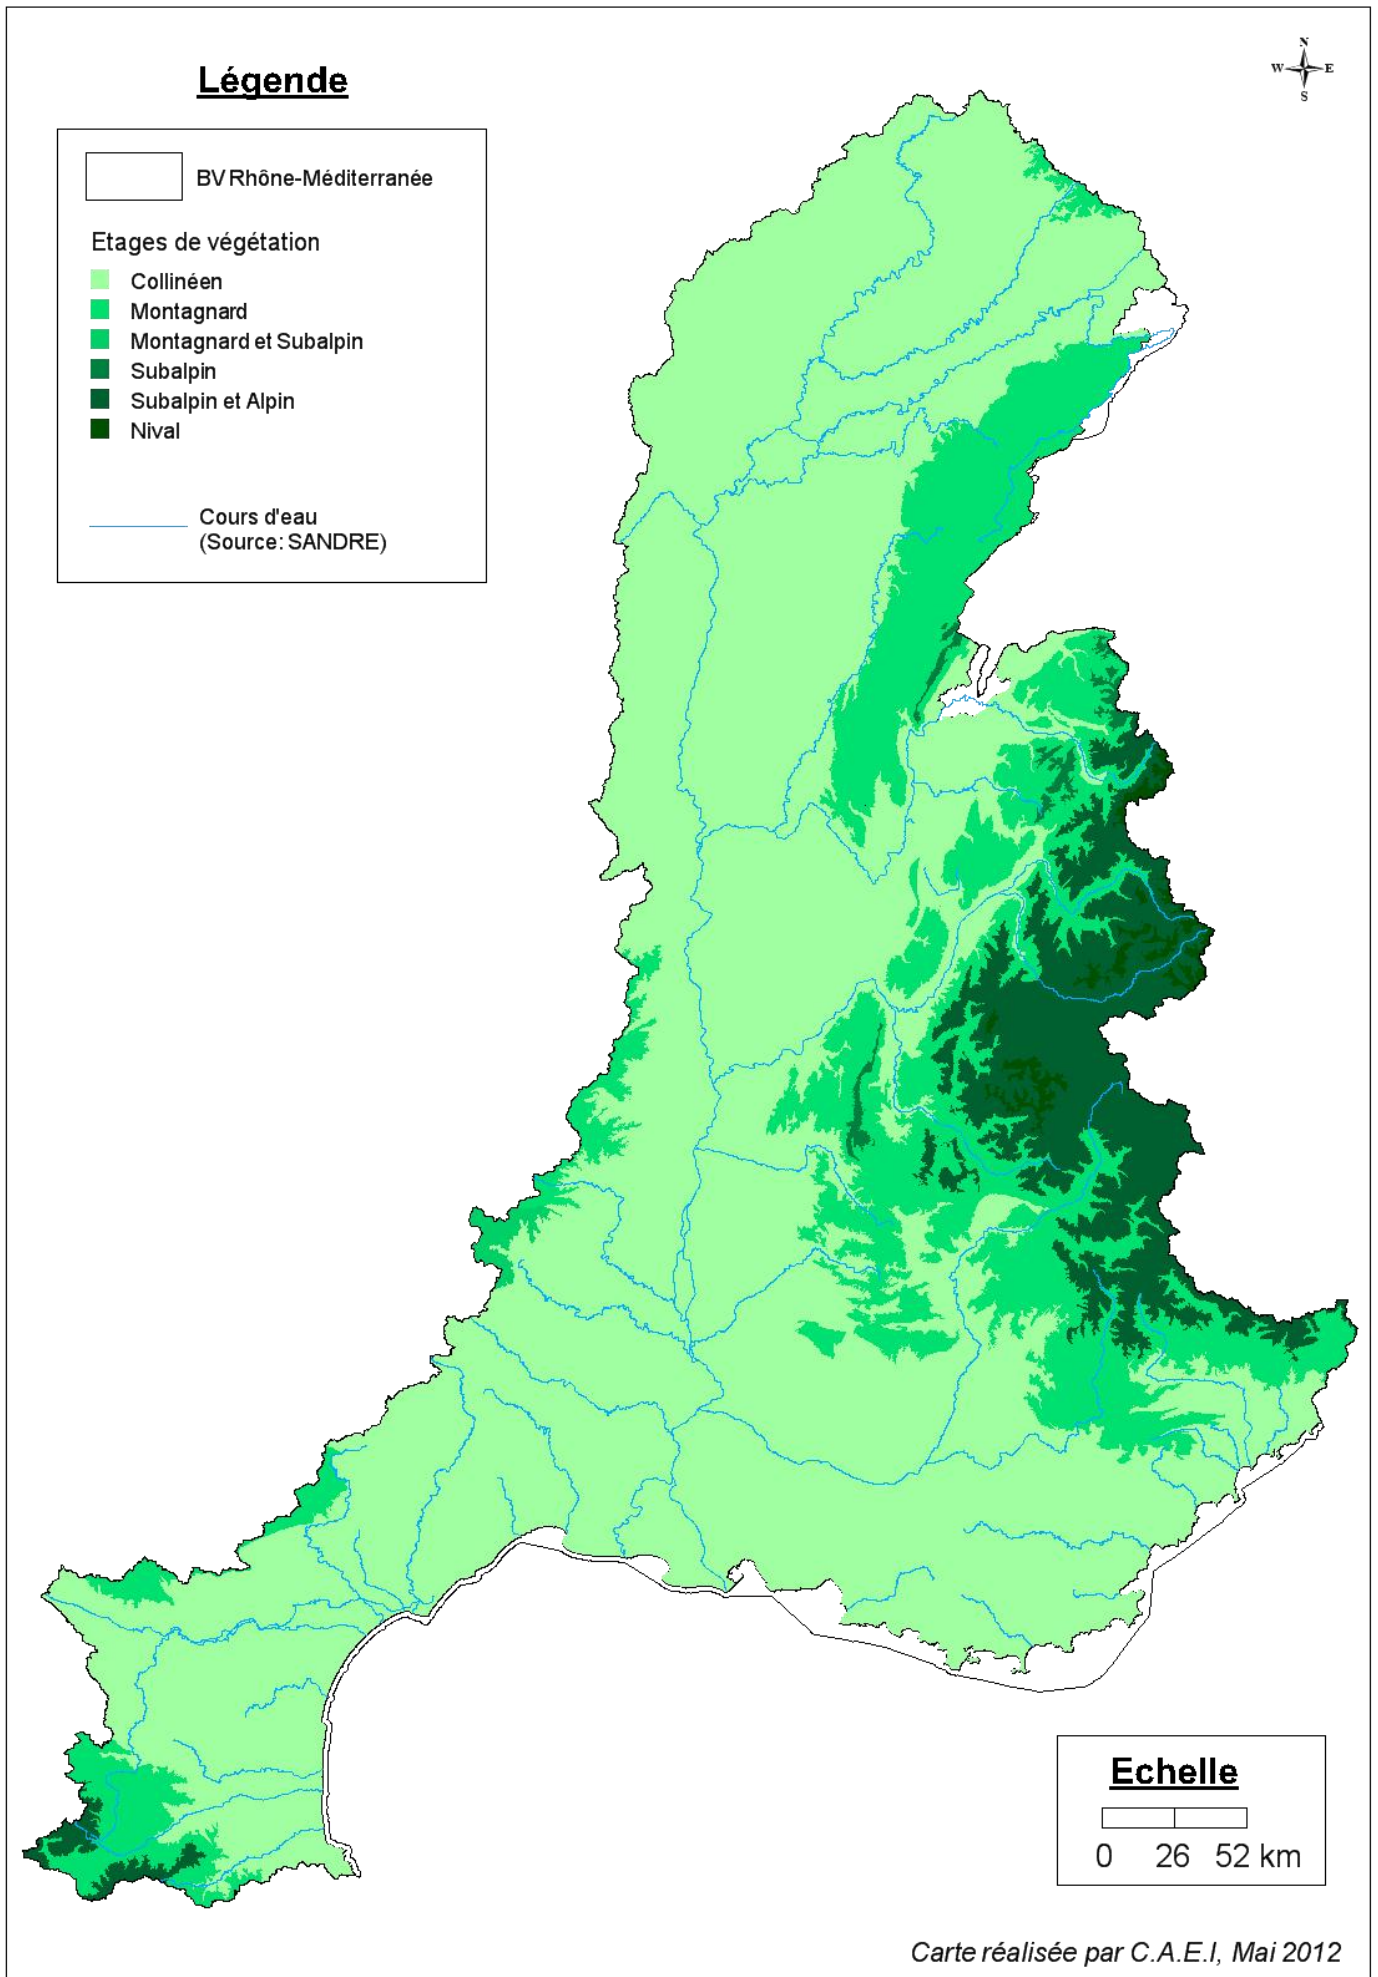 N
W E
S
Légende
BV Rhône-Méditerranée
Etages de végétation
Collinéen
Montagnard
Montagnard et Subalpin
Subalpin
Subalpin et Alpin
Nival
Cours d'eau
(Source: SANDRE)
Echelle
0 26 52 km
Carte réalisée par C.A.E.I, Mai 2012